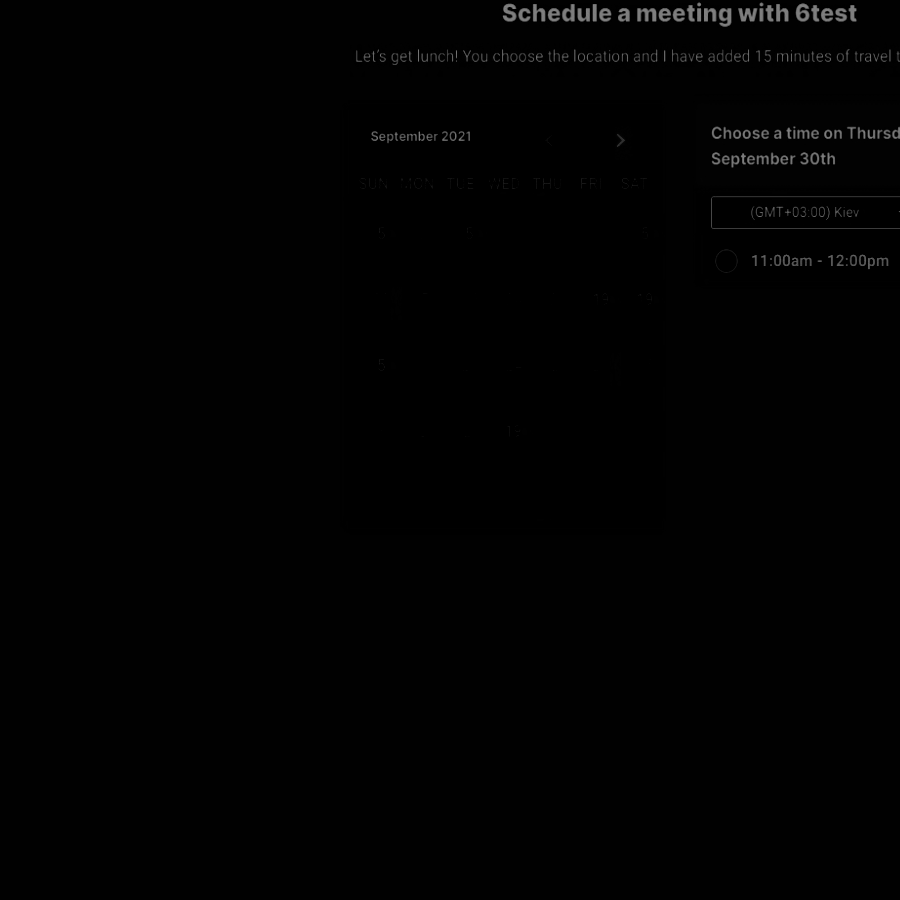 Schedule a meeting with 6test
Let's get lunch! You choose the location and I have added 15 minutes of travel
September 2021
SUN MON TUE WED THU FRI SAT
Choose a time on
September 30th
(GMT+03:00) Kiev
11:00am - 12:00pm